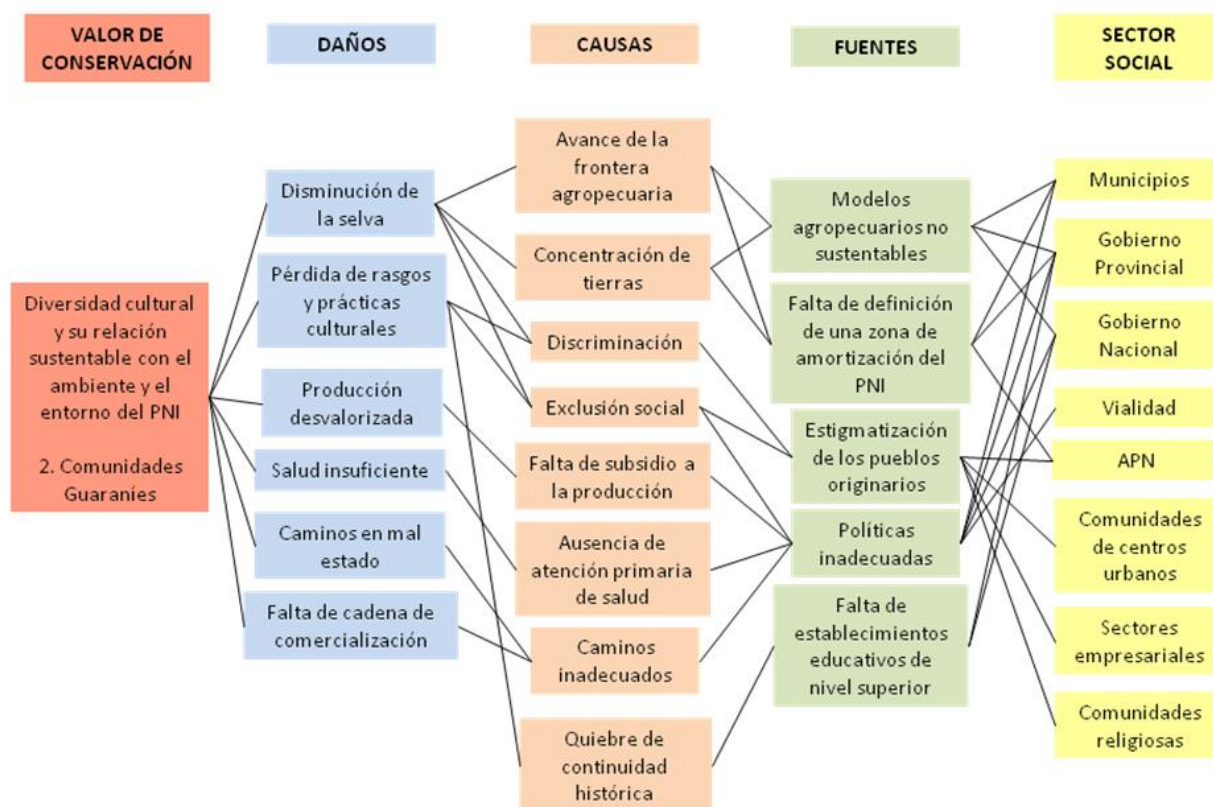 VALOR DE
CONSERVACIÓN
DAÑOS
CAUSAS
FUENTES
SECTOR
SOCIAL
Diversidad cultural
y su relación
sustentable con el
ambiente y el
entorno del PNI
2. Comunidades
Guaraníes
Disminución de
la selva
Pérdida de rasgos
y prácticas
culturales
Producción
desvalorizada
Salud insuficiente
Caminos en mal
estado
Falta de cadena de
comercialización
Avance de la
frontera
agropecuaria
Concentración de
tierras
Discriminación
Exclusión social
Falta de subsidio a
la producción
Ausencia de
atención primaria
de salud
Caminos
inadecuados
Quiebre de
continuidad
histórica
Modelos
agropecuarios no
sustentables
Falta de definición
de una zona de
amortización del
PNI
Estigmatización
de los pueblos
originarios
Políticas
inadecuadas
Falta de
establecimientos
educativos de
nivel superior
Municipios
Gobierno
Provincial
Gobierno
Nacional
Vialidad
APN
Comunidades
de centros
urbanos
Sectores
empresariales
Comunidades
religiosas